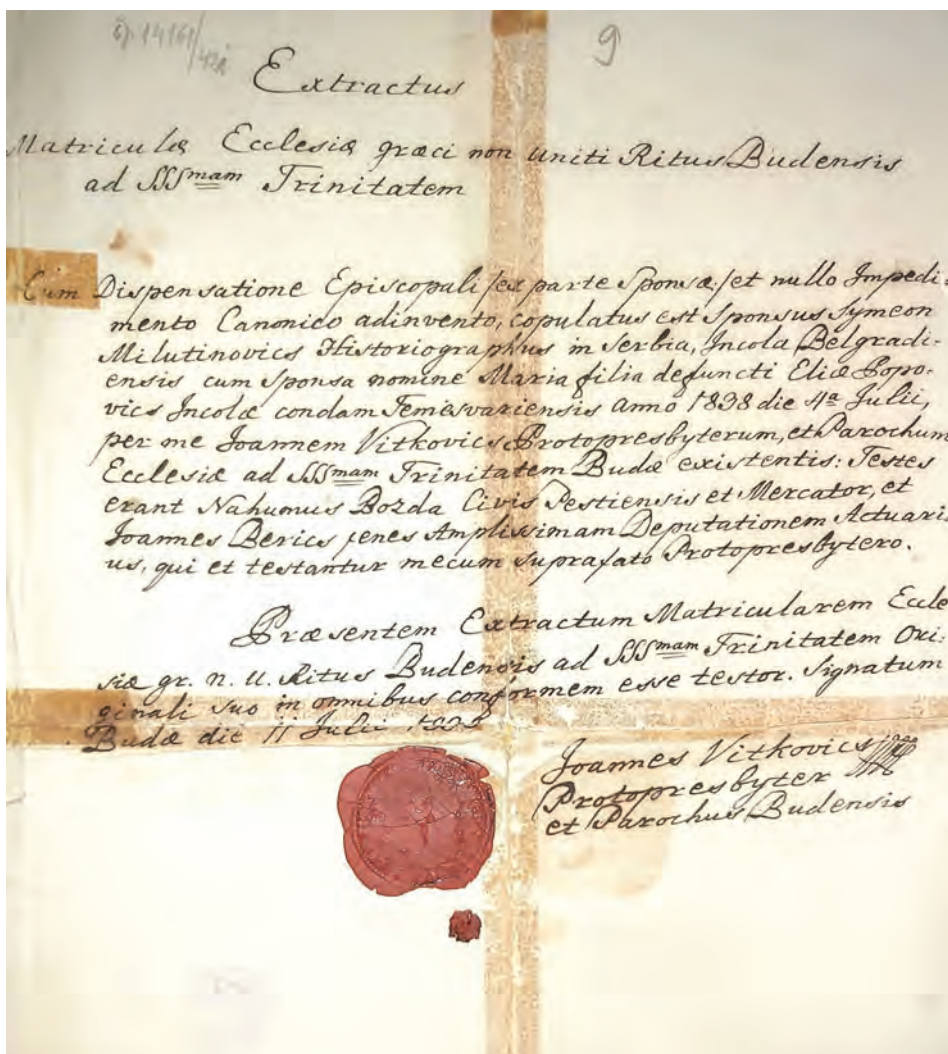 9
Extractus
Matriculæ Ecclesiæ græci non uniti Ritus Budensis
ad SSSmam Trinitatem
Cum Dispensatione Episcopali /:ex parte Sponsæ:/ et nullo Impedi=
mento Canonico adinvento, copulatus est Sponsus Symeon
Milutinovics Historiographus in Serbia, Incola Belgradi-
ensis cum Sponsa nomine Maria filia defuncti Eliæ Popo-
vics Incolæ condam Temesvariensis anno 1838 die 4ta Julii,
per me Joannem Vitkovics Protopresbyterum, et Parochum
Ecclesiæ ad SSSmam Trinitatem Budæ existentis: Testes
erant Nahumus Bozda Civis Pestiensis et Mercator, et
Joannes Berics penes Amplissimam Deputationem Actuari-
us, qui et testantur mecum suprafato Protopresbytero.
Præsentem Extractum Matricularem Eccle
siæ gr. n. U. Ritus Budensis ad SSSmam Trinitatem Ori-
ginali suo in omnibus conformem esse testor. Signatum
Budæ die 11 Julii
Joannes Vitkovics
Protopresbyter
et Parochus Budensis